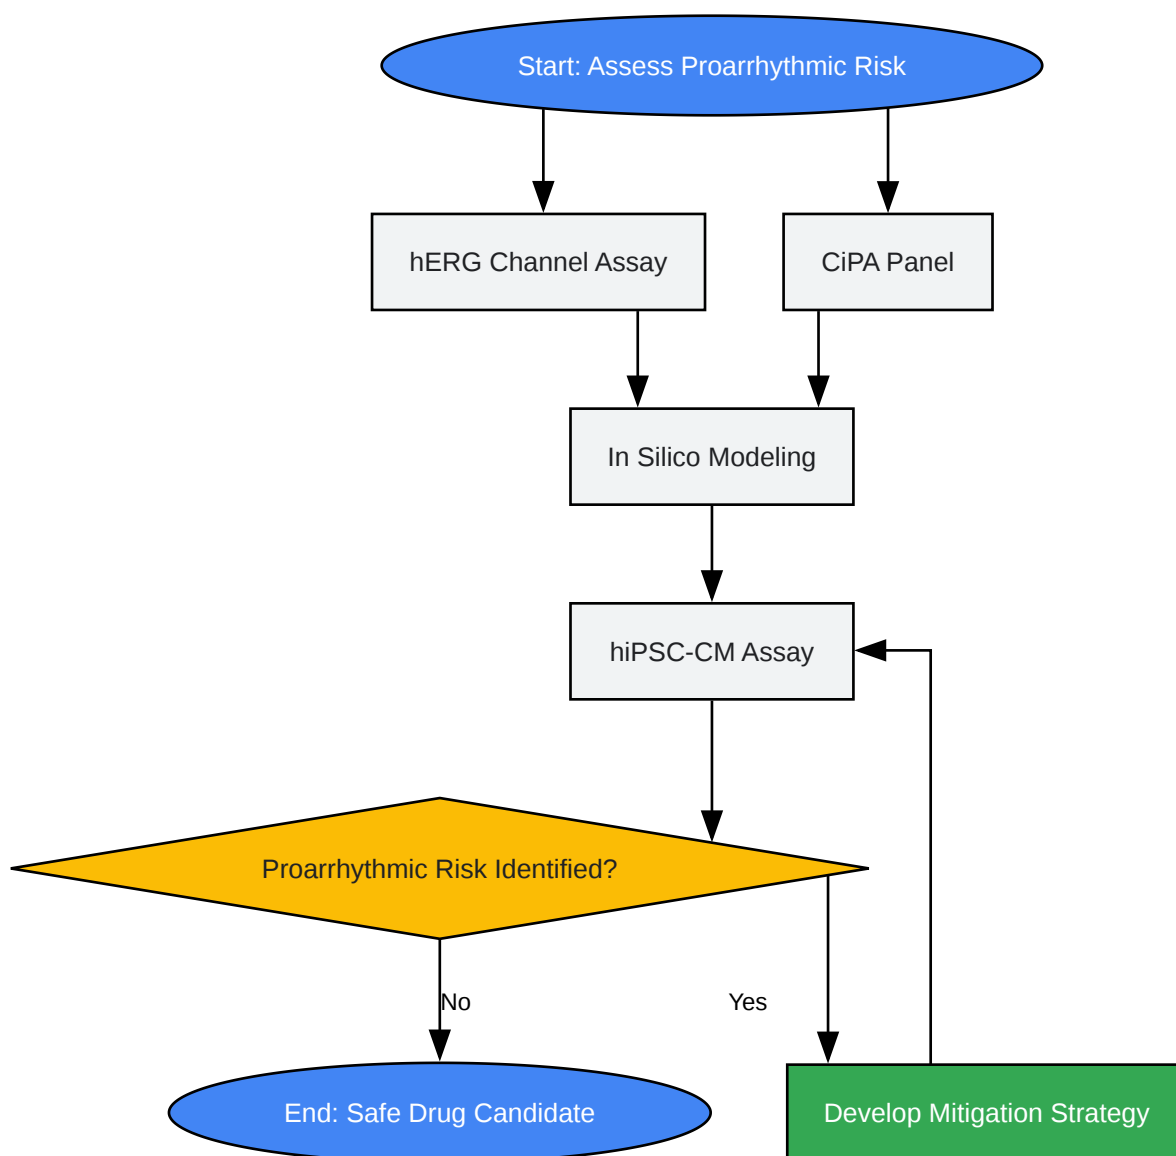 Start: Assess Proarrhythmic Risk
hERG Channel Assay
CiPA Panel
In Silico Modeling
hiPSC-CM Assay
Proarrhythmic Risk Identified?
No
Yes
End: Safe Drug Candidate
Develop Mitigation Strategy